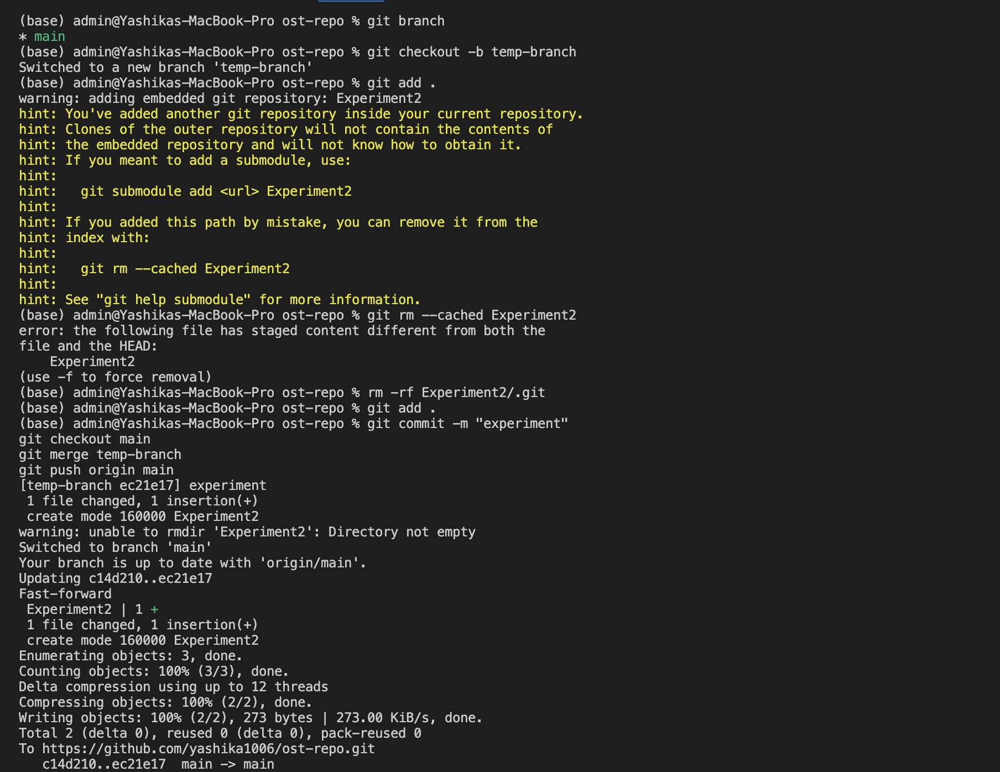 (base) admin@Yashikas-MacBook-Pro ost-repo % git branch
* main
(base) admin@Yashikas-MacBook-Pro ost-repo % git checkout -b temp-branch
Switched to a new branch 'temp-branch'
(base) admin@Yashikas-MacBook-Pro ost-repo % git add .
warning: adding embedded git repository: Experiment2
hint: You've added another git repository inside your current repository.
hint: Clones of the outer repository will not contain the contents of
hint: the embedded repository and will not know how to obtain it.
hint: If you meant to add a submodule, use:
hint:
hint:   git submodule add <url> Experiment2
hint:
hint: If you added this path by mistake, you can remove it from the
hint: index with:
hint:
hint:   git rm --cached Experiment2
hint:
hint: See "git help submodule" for more information.
(base) admin@Yashikas-MacBook-Pro ost-repo % git rm --cached Experiment2
error: the following file has staged content different from both the
file and the HEAD:
    Experiment2
(use -f to force removal)
(base) admin@Yashikas-MacBook-Pro ost-repo % rm -rf Experiment2/.git
(base) admin@Yashikas-MacBook-Pro ost-repo % git add .
(base) admin@Yashikas-MacBook-Pro ost-repo % git commit -m "experiment"
git checkout main
git merge temp-branch
git push origin main
[temp-branch ec21e17] experiment
 1 file changed, 1 insertion(+)
 create mode 160000 Experiment2
warning: unable to rmdir 'Experiment2': Directory not empty
Switched to branch 'main'
Your branch is up to date with 'origin/main'.
Updating c14d210..ec21e17
Fast-forward
 Experiment2 | 1 +
 1 file changed, 1 insertion(+)
 create mode 160000 Experiment2
Enumerating objects: 3, done.
Counting objects: 100% (3/3), done.
Delta compression using up to 12 threads
Compressing objects: 100% (2/2), done.
Writing objects: 100% (2/2), 273 bytes | 273.00 KiB/s, done.
Total 2 (delta 0), reused 0 (delta 0), pack-reused 0
To https://github.com/yashika1006/ost-repo.git
   c14d210..ec21e17  main -> main